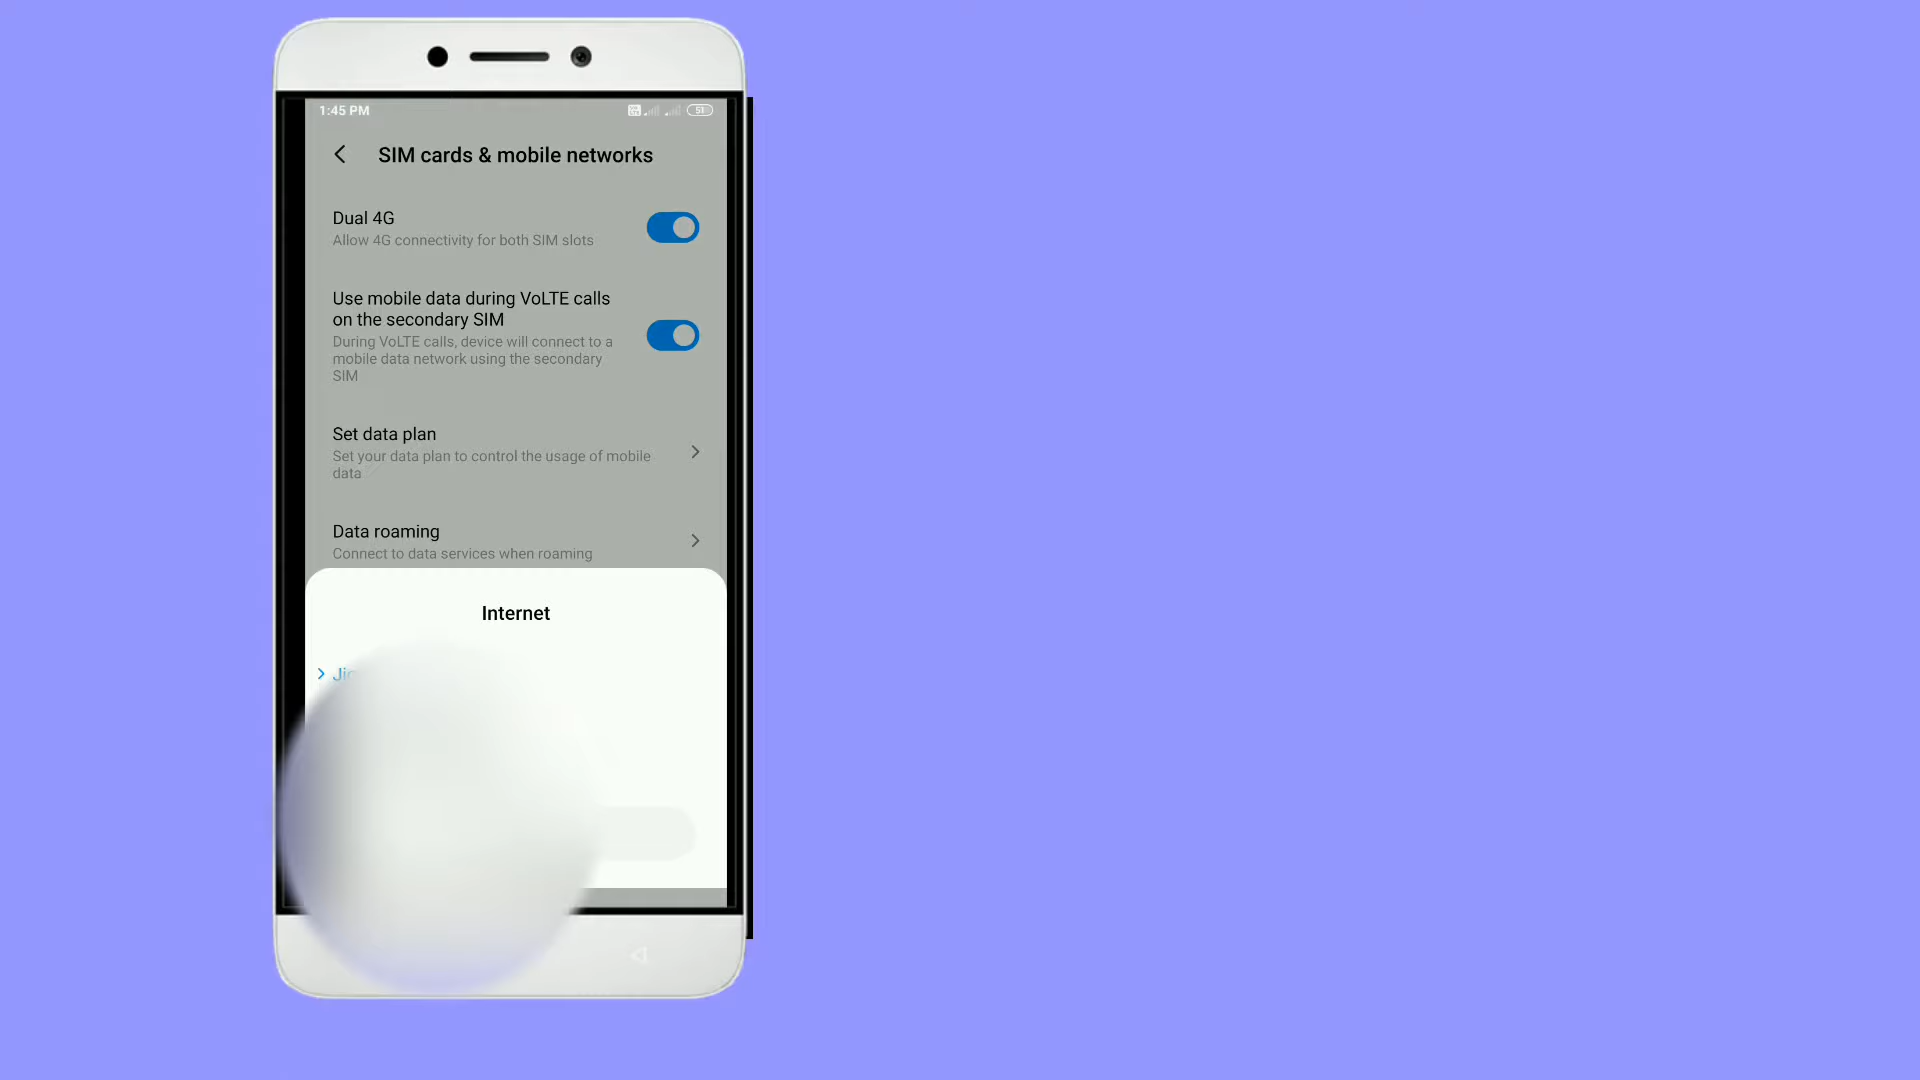 1:45 PM
51
SIM cards & mobile networks
Dual 4G
Allow 4G connectivity for both SIM slots
Use mobile data during VoLTE calls
on the secondary SIM
During VoLTE calls, device will connect to a
mobile data network using the secondary
SIM
Set data plan
Set your data plan to control the usage of mobile
data
Data roaming
Connect to data services when roaming
Internet